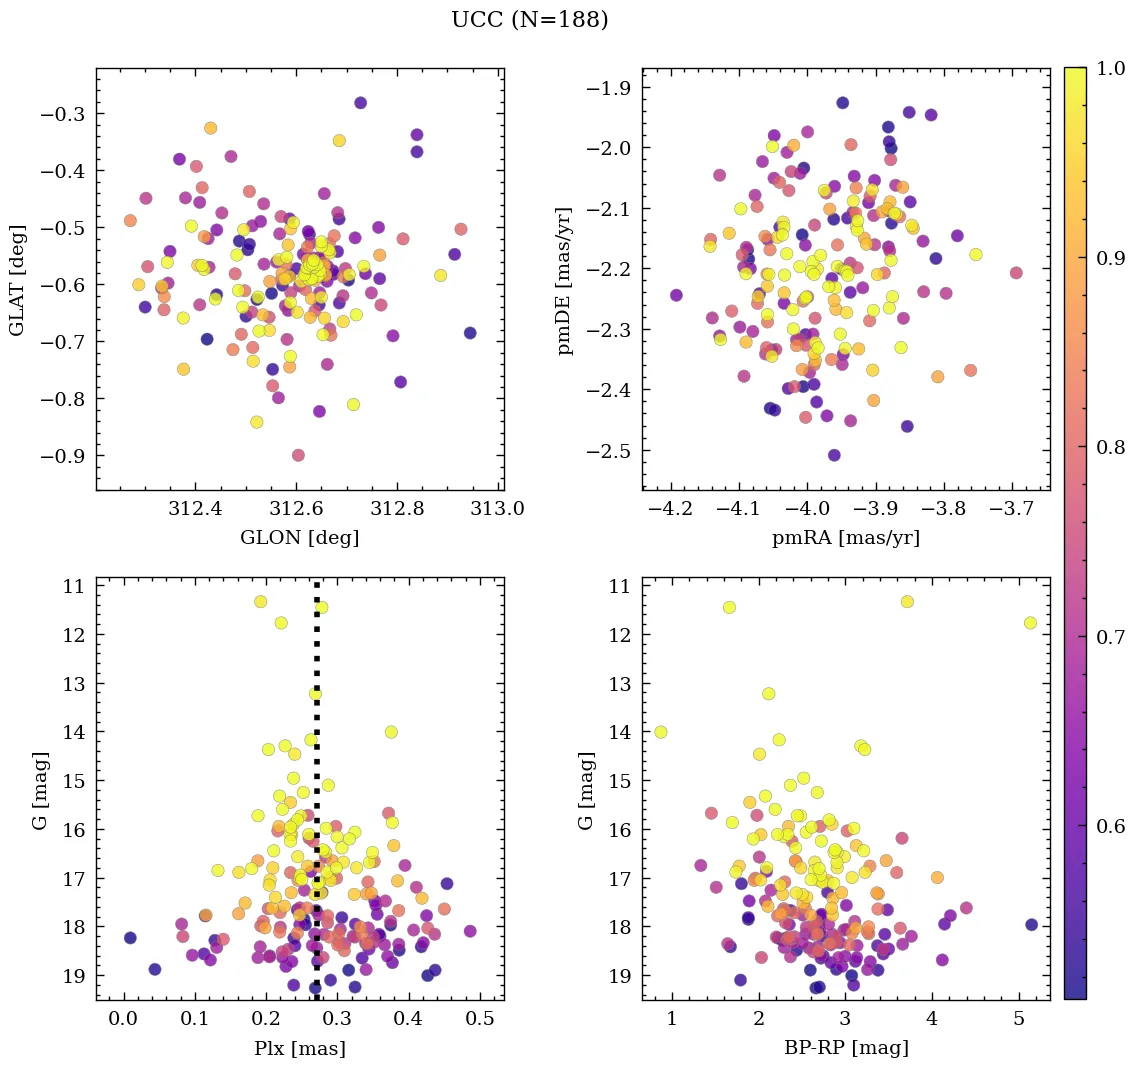 UCC (N=188)
−0.3
−0.4
−0.5
−0.6
−0.7
−0.8
−0.9
GLAT [deg]
312.4 312.6 312.8 313.0
GLON [deg]
−1.9
−2.0
−2.1
−2.2
−2.3
−2.4
−2.5
pmDE [mas/yr]
−4.2 −4.1 −4.0 −3.9 −3.8 −3.7
pmRA [mas/yr]
1.0
0.9
0.8
0.7
0.6
11
12
13
14
15
16
17
18
19
G [mag]
0.0 0.1 0.2 0.3 0.4 0.5
Plx [mas]
11
12
13
14
15
16
17
18
19
G [mag]
1 2 3 4 5
BP-RP [mag]